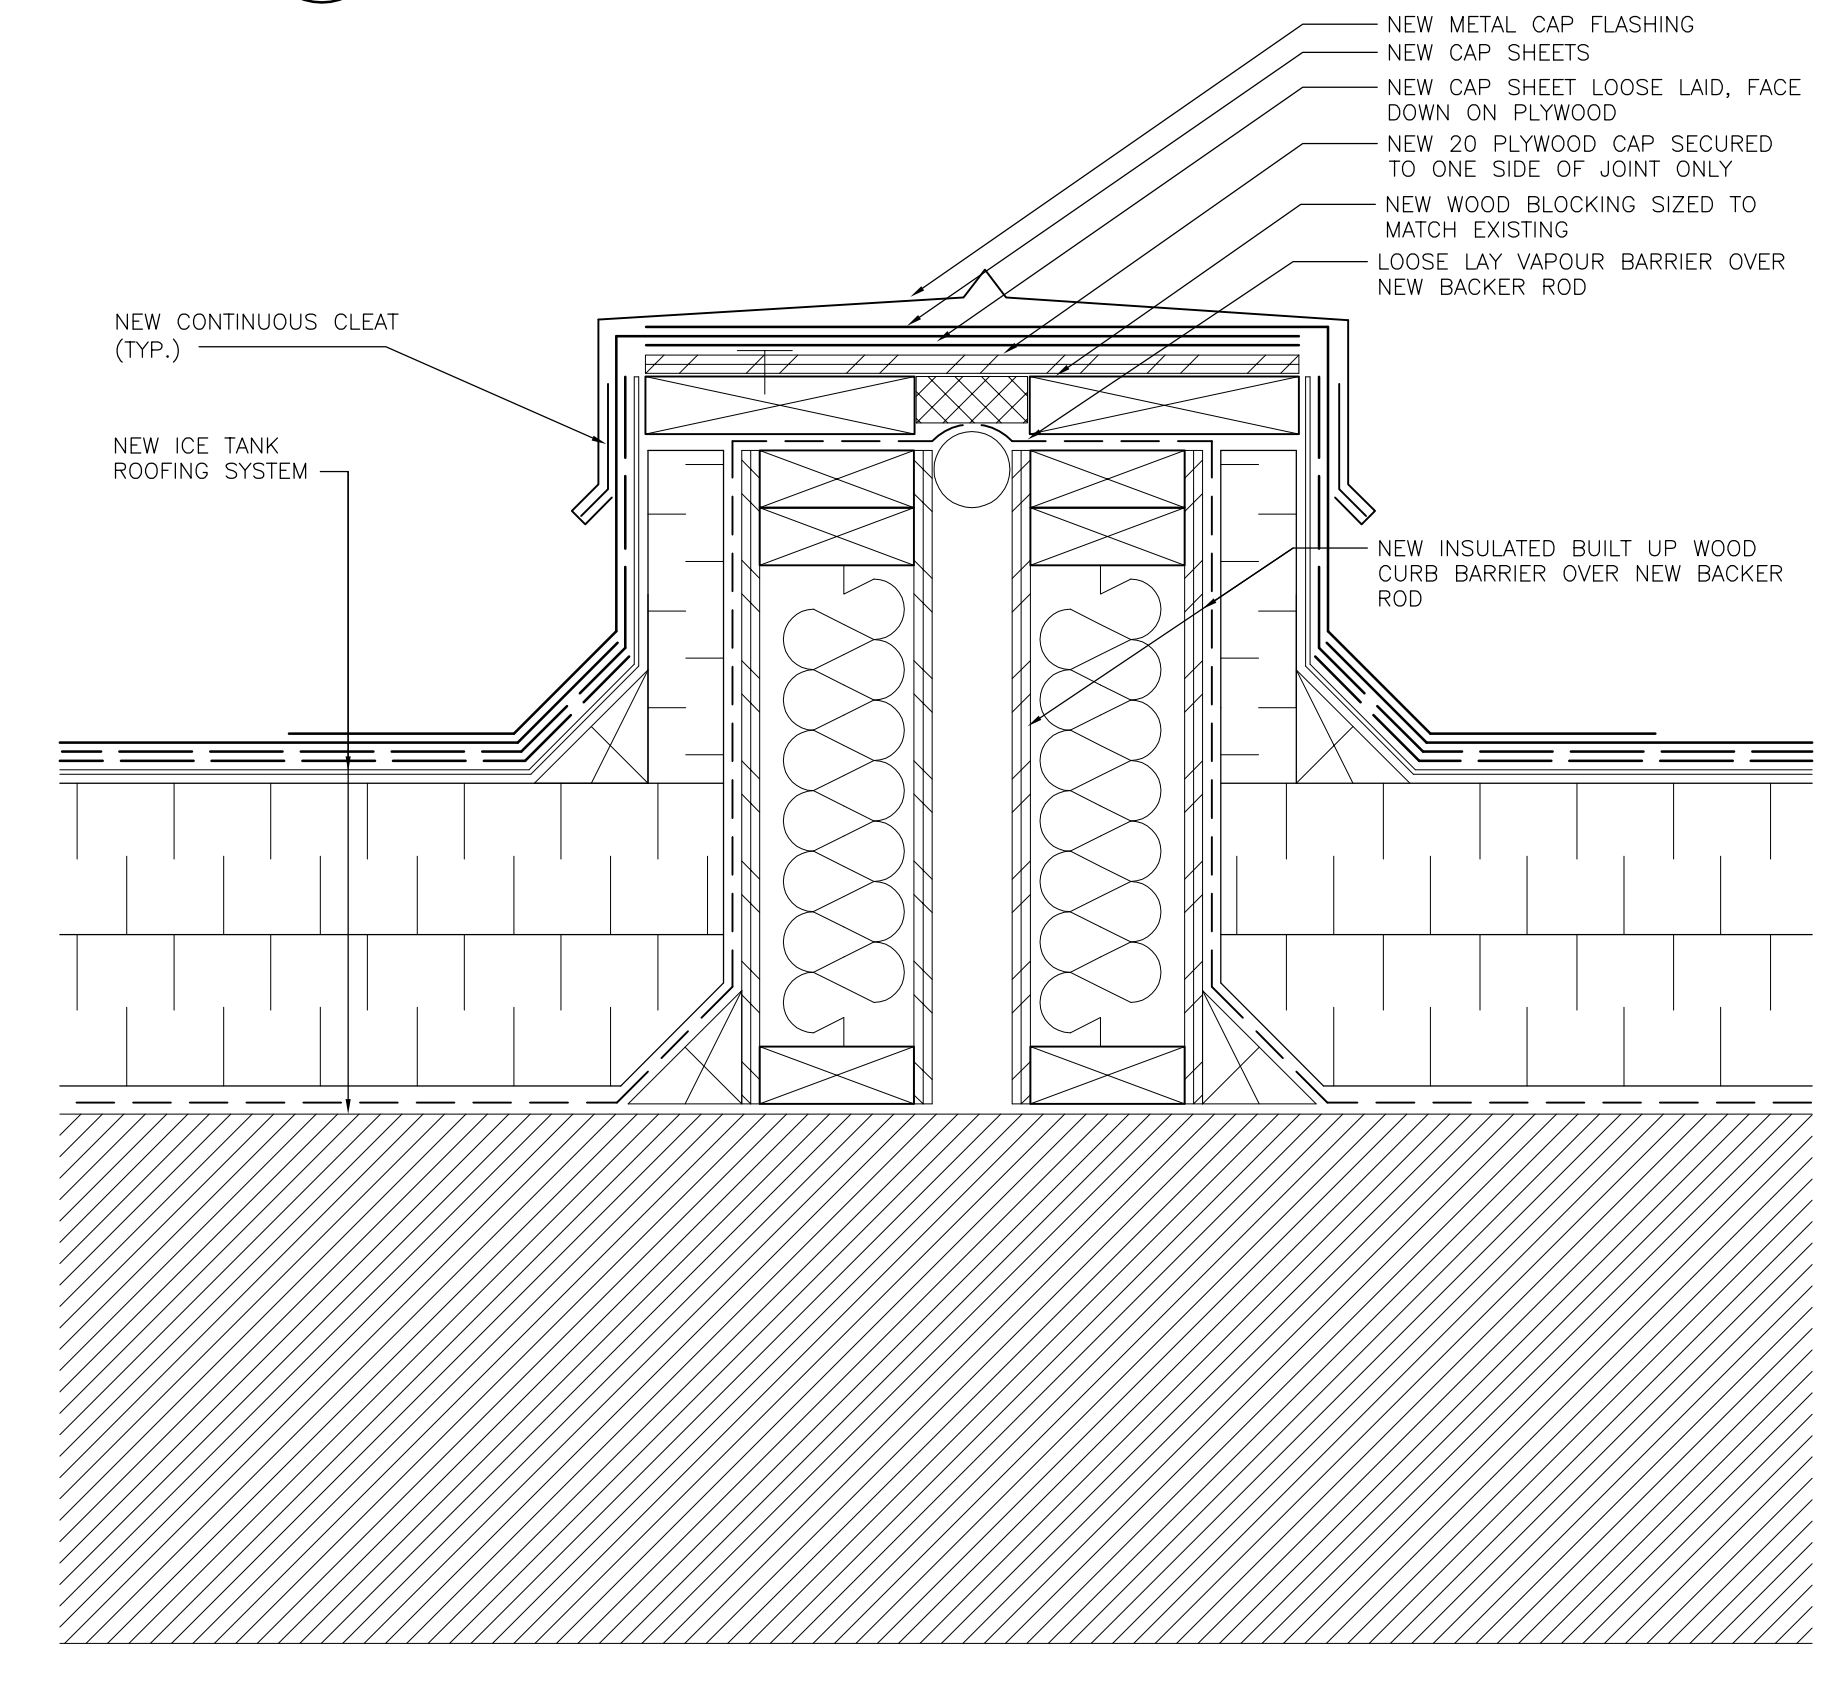 NEW METAL CAP FLASHING
NEW CAP SHEETS
NEW CAP SHEET LOOSE LAID, FACE
DOWN ON PLYWOOD
NEW 20 PLYWOOD CAP SECURED
TO ONE SIDE OF JOINT ONLY
NEW WOOD BLOCKING SIZED TO
MATCH EXISTING
LOOSE LAY VAPOUR BARRIER OVER
NEW BACKER ROD
NEW CONTINUOUS CLEAT
(TYP.)
NEW ICE TANK
ROOFING SYSTEM
NEW INSULATED BUILT UP WOOD
CURB BARRIER OVER NEW BACKER
ROD